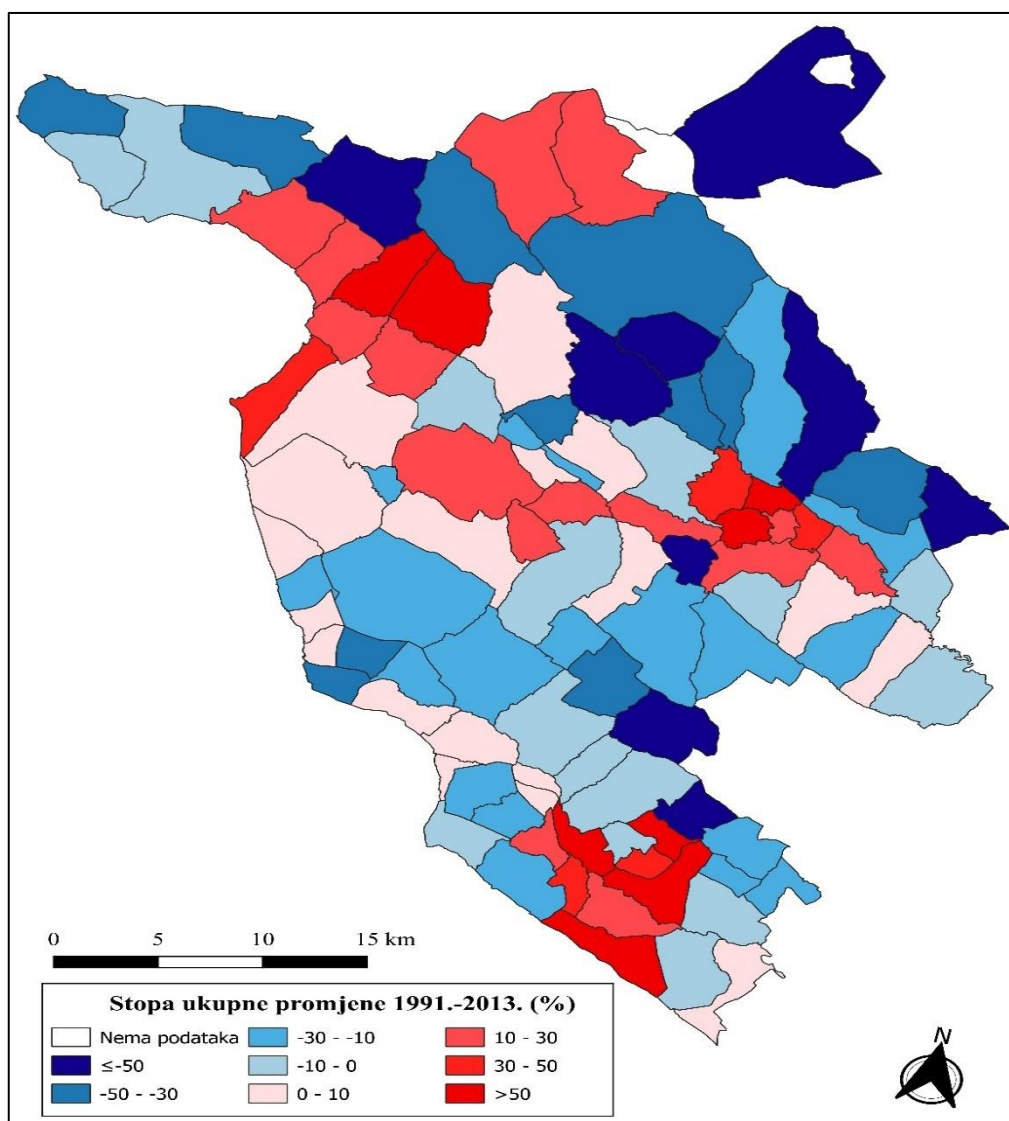 0 5 10 15 km
Stopa ukupne promjene 1991.-2013. (%)
Nema podataka
≤-50
-50 - -30
-30 - -10
-10 - 0
0 - 10
10 - 30
30 - 50
>50
N